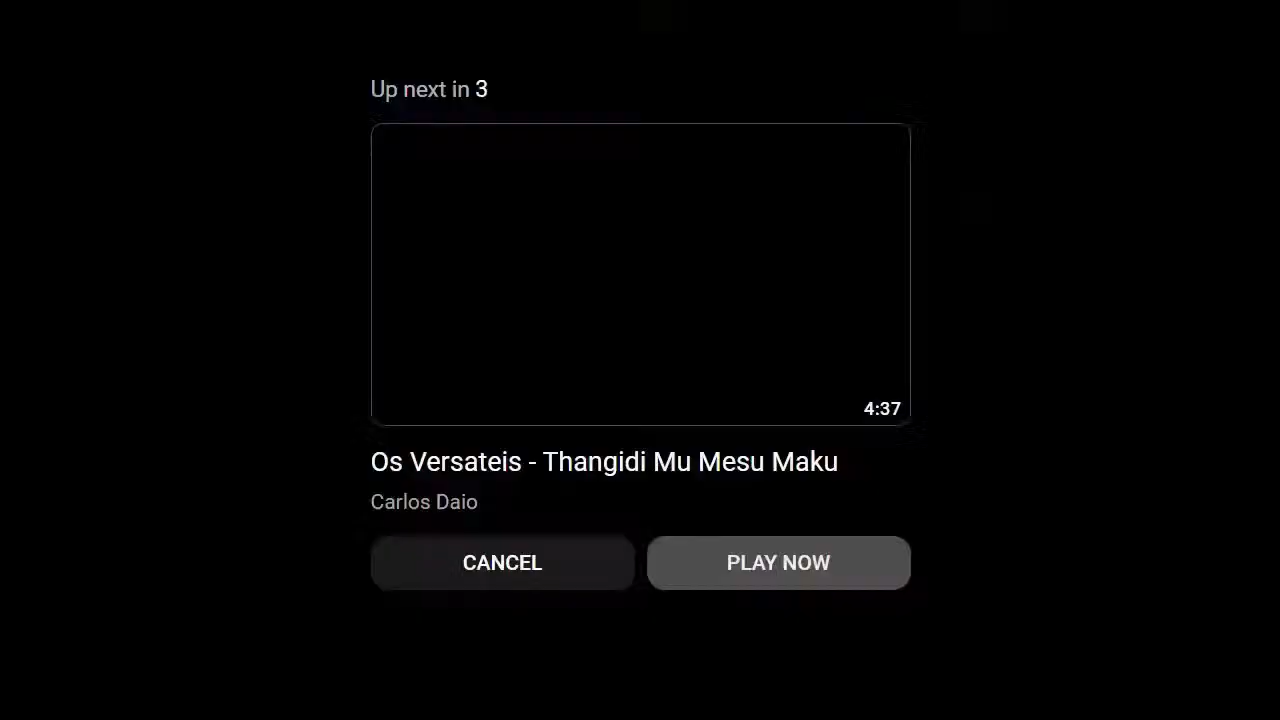 Up next in 3
4:37
Os Versateis - Thangidi Mu Mesu Maku
Carlos Daio
CANCEL
PLAY NOW